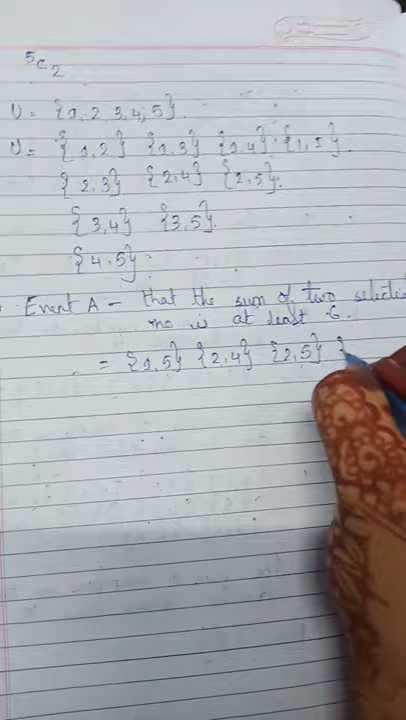 5c2
U = {1, 2 3, 4, 5}.
U = {1, 2} {1, 3} {1, 4} {1, 5}.
{2, 3} {2, 4} {2, 5}.
{3, 4} {3, 5}.
{4, 5}.
Event A - that the sum of two
no is at least 6.
= {1, 5} {2, 4} {2, 5} {